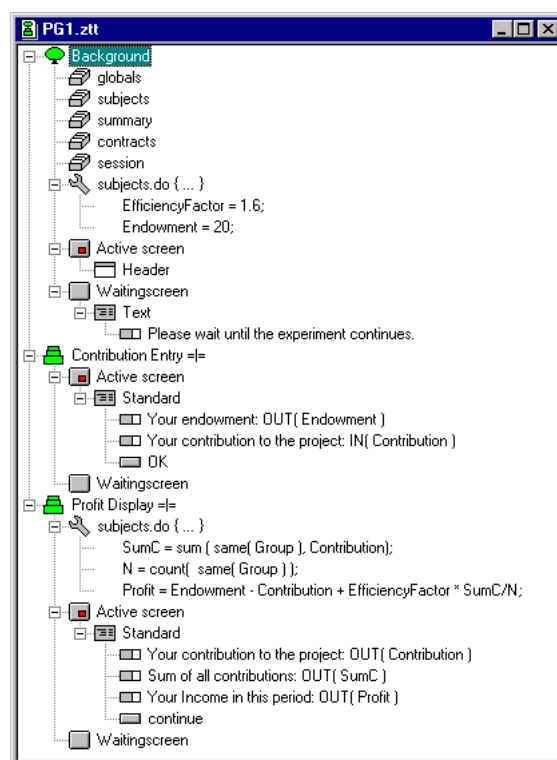 PG1.ztt
Background
globals
subjects
summary
contracts
session
subjects.do { ... }
EfficiencyFactor = 1.6;
Endowment = 20;
Active screen
Header
Waitingscreen
Text
Please wait until the experiment continues.
Contribution Entry =|=
Active screen
Standard
Your endowment: OUT( Endowment )
Your contribution to the project: IN( Contribution )
OK
Waitingscreen
Profit Display =|=
subjects.do { ... }
SumC = sum ( same( Group ), Contribution);
N = count( same( Group ) );
Profit = Endowment - Contribution + EfficiencyFactor * SumC/N;
Active screen
Standard
Your contribution to the project: OUT( Contribution )
Sum of all contributions: OUT( SumC )
Your Income in this period: OUT( Profit )
continue
Waitingscreen